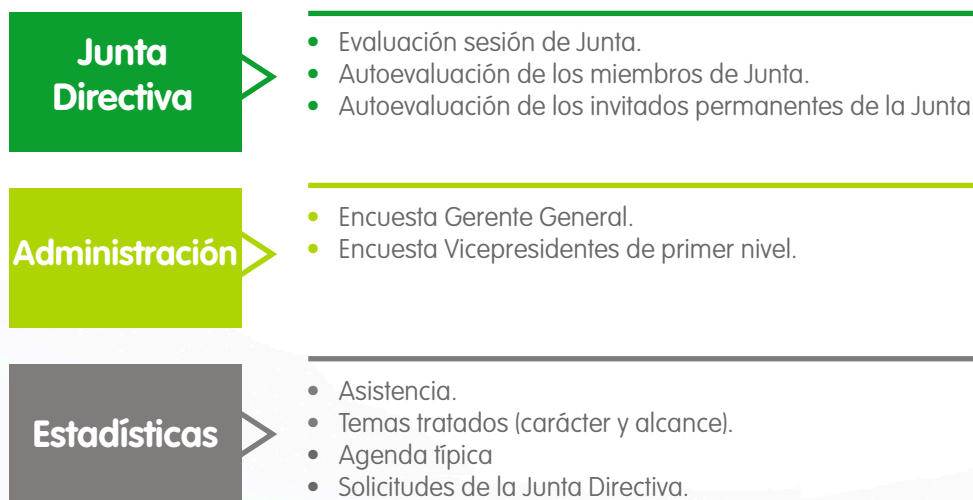 Junta
Directiva
• Evaluación sesión de Junta.
• Autoevaluación de los miembros de Junta.
• Autoevaluación de los invitados permanentes de la Junta
Administración
• Encuesta Gerente General.
• Encuesta Vicepresidentes de primer nivel.
Estadísticas
• Asistencia.
• Temas tratados (carácter y alcance).
• Agenda típica
• Solicitudes de la Junta Directiva.